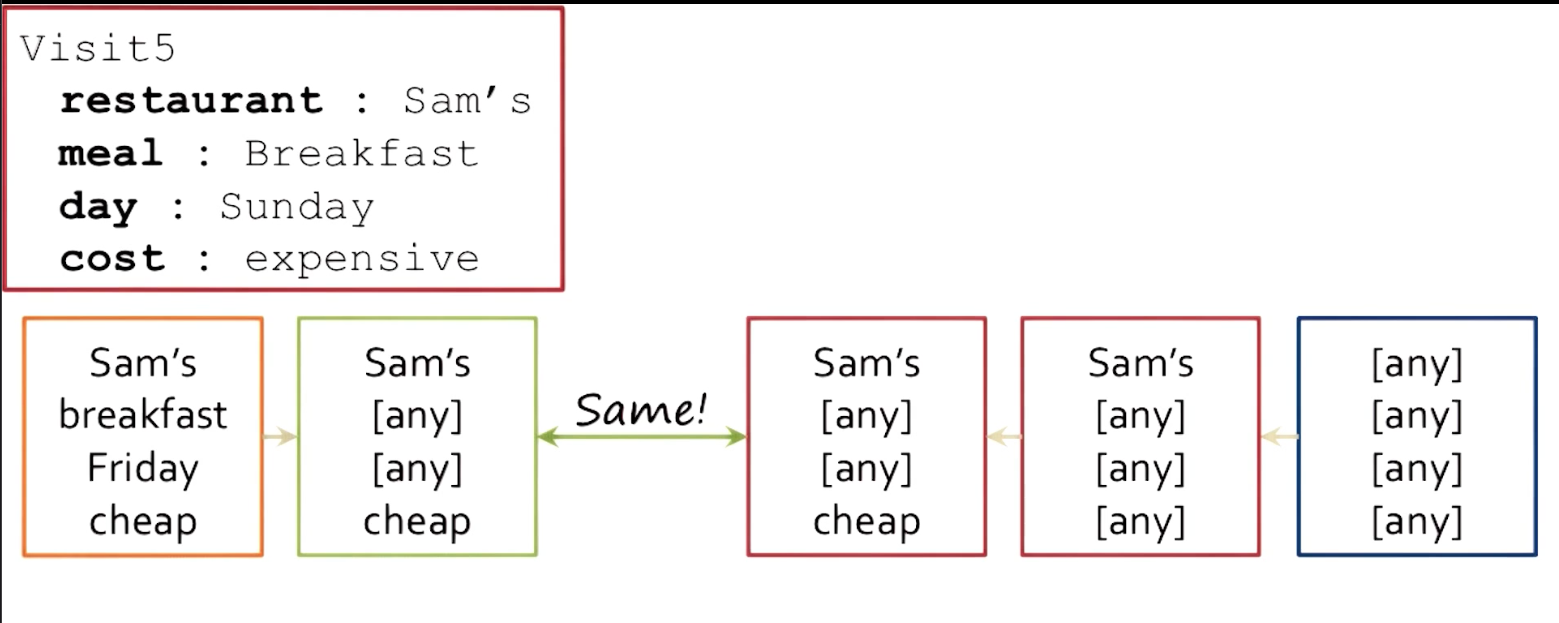 Visit5
restaurant : Sam's
meal : Breakfast
day : Sunday
cost : expensive
Sam's
breakfast
Friday
cheap
Sam's
[any]
[any]
cheap
Same!
Sam's
[any]
[any]
cheap
Sam's
[any]
[any]
[any]
[any]
[any]
[any]
[any]